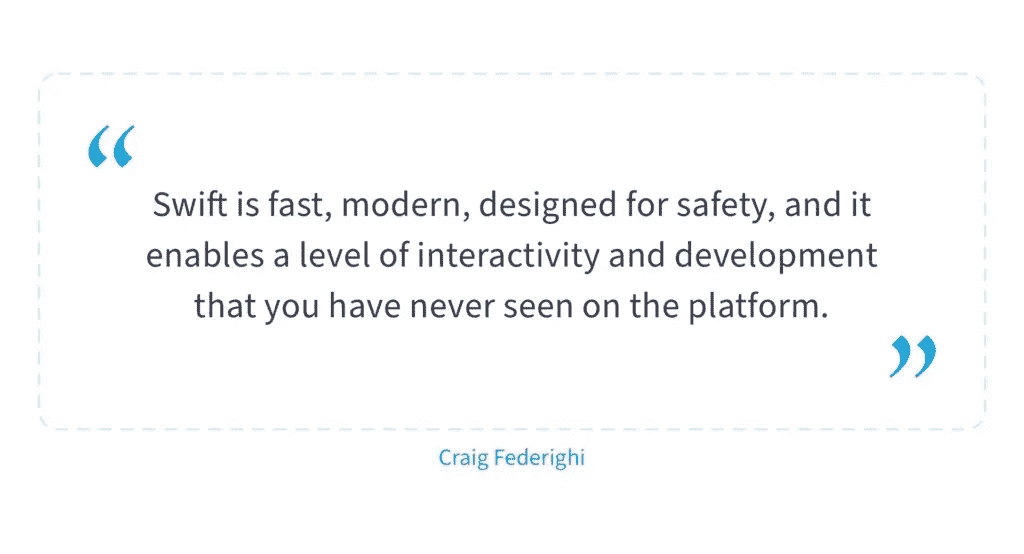 “
Swift is fast, modern, designed for safety, and it
enables a level of interactivity and development
that you have never seen on the platform.
”
Craig Federighi